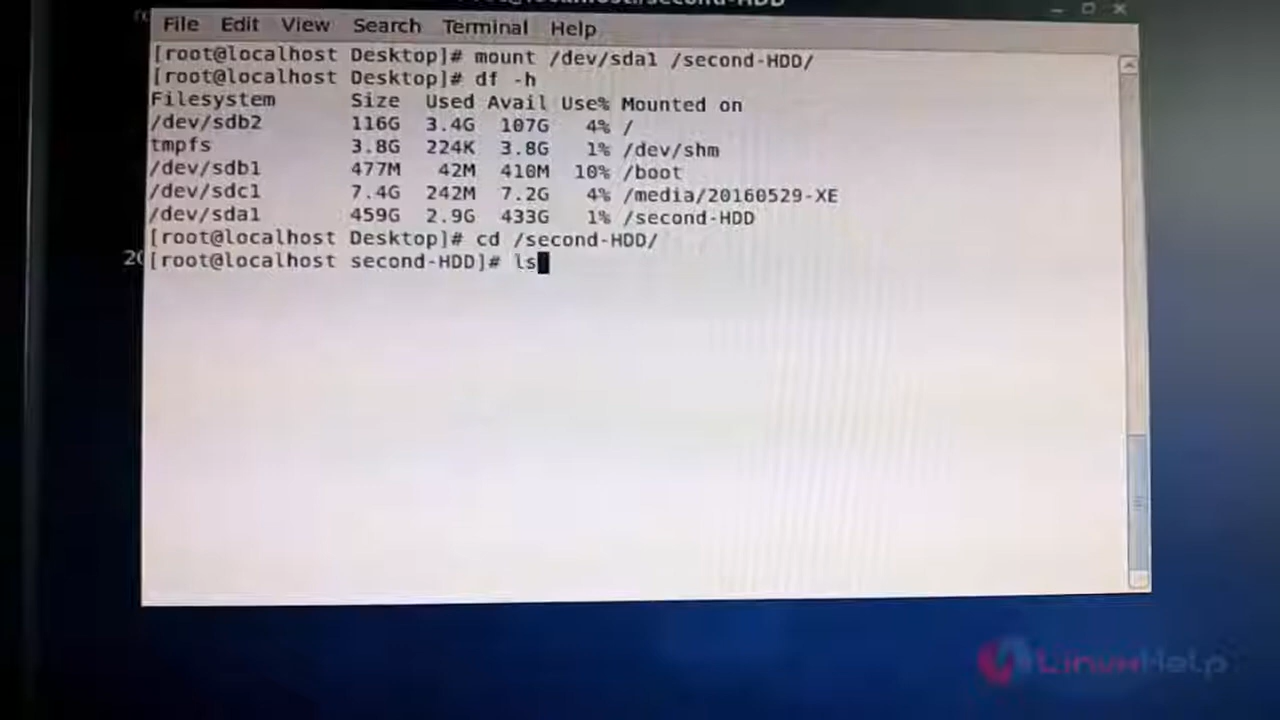 File Edit View Search Terminal Help
[root@localhost Desktop]# mount /dev/sda1 /second-HDD/
[root@localhost Desktop]# df -h
Filesystem Size Used Avail Use% Mounted on
/dev/sdb2 116G 3.4G 107G 4% /
tmpfs 3.8G 224K 3.8G 1% /dev/shm
/dev/sdb1 477M 42M 410M 10% /boot
/dev/sdc1 7.4G 242M 7.2G 4% /media/20160529-XE
/dev/sda1 459G 2.9G 433G 1% /second-HDD
[root@localhost Desktop]# cd /second-HDD/
20
[root@localhost second-HDD]# ls
LinuxHelp